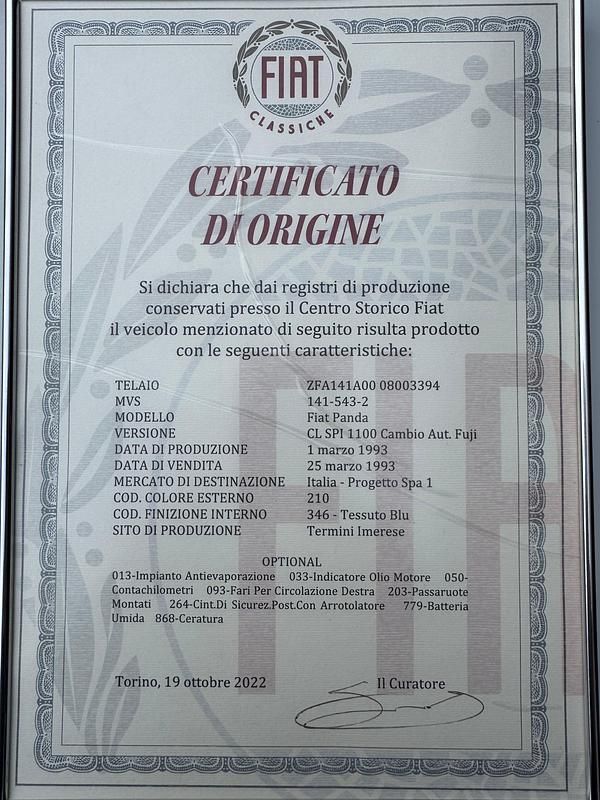 FIAT
CLASSICHE
CERTIFICATO
DI ORIGINE
Si dichiara che dai registri di produzione
conservati presso il Centro Storico Fiat
il veicolo menzionato di seguito risulta prodotto
con le seguenti caratteristiche:
TELAIO ZFA141A00 08003394
MVS 141-543-2
MODELLO Fiat Panda
VERSIONE CL SPI 1100 Cambio Aut. Fuji
DATA DI PRODUZIONE 1 marzo 1993
DATA DI VENDITA 25 marzo 1993
MERCATO DI DESTINAZIONE Italia - Progetto Spa 1
COD. COLORE ESTERNO 210
COD. FINIZIONE INTERNO 346 - Tessuto Blu
SITO DI PRODUZIONE Termini Imerese
OPTIONAL
013-Impianto Antievaporazione 033-Indicatore Olio Motore 050-
Contachilometri 093-Fari Per Circolazione Destra 203-Passaruote
Montati 264-Cint.Di Sicurez.Post.Con Arrotolatore 779-Batteria
Umida 868-Ceratura
Torino, 19 ottobre 2022 Il Curatore